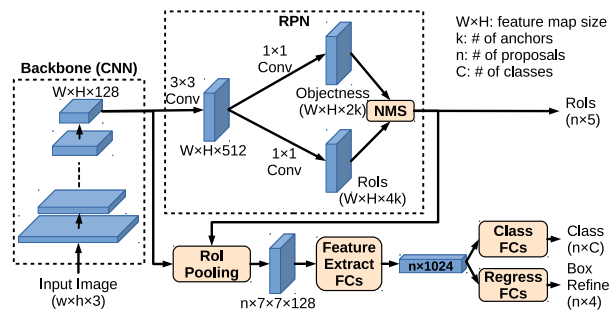 RPN
W×H: feature map size
k: # of anchors
n: # of proposals
C: # of classes
Backbone (CNN)
W×H×128
3×3
Conv
W×H×512
1×1
Conv
Objectness
(W×H×2k)
1×1
Conv
RoIs
(W×H×4k)
NMS
RoIs
(n×5)
Input Image
(w×h×3)
RoI
Pooling
n×7×7×128
Feature
Extract
FCs
n×1024
Class
FCs
Class
(n×C)
Regress
FCs
Box
Refine
(n×4)